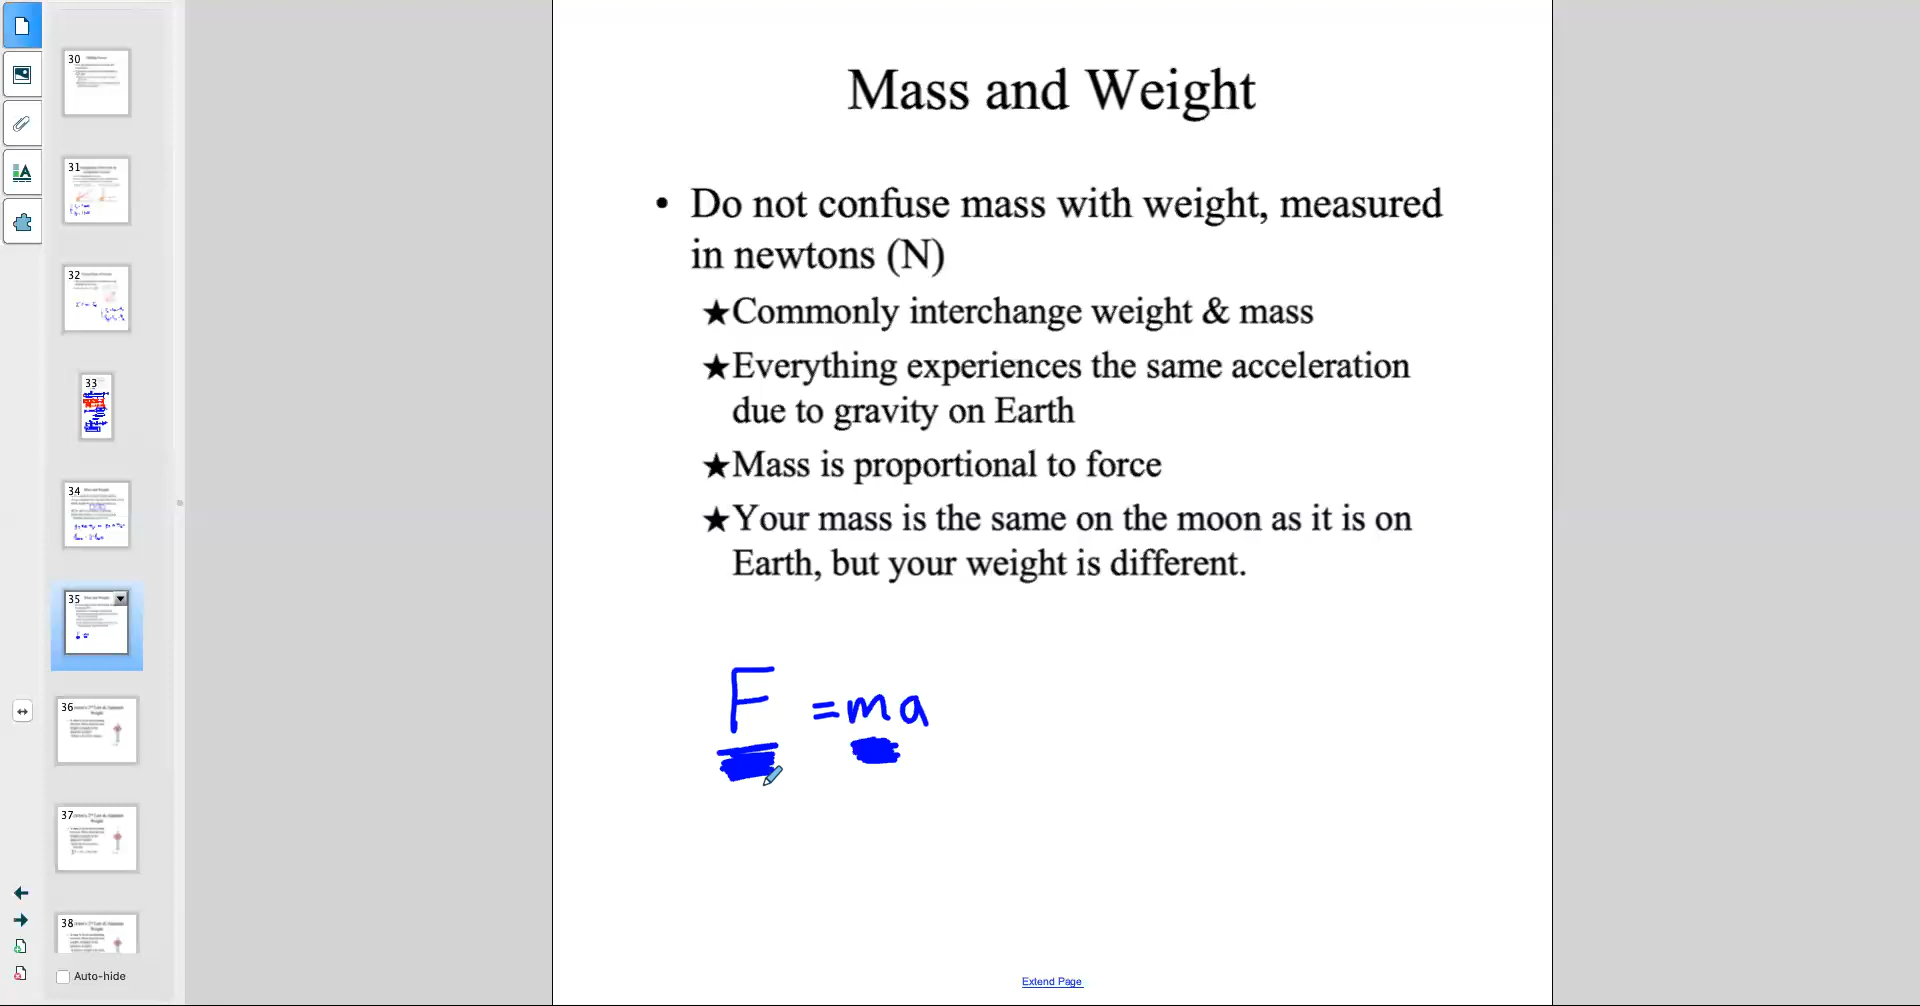 30
31
32
33
34
35
36
37
38
Auto-hide
Mass and Weight
• Do not confuse mass with weight, measured
in newtons (N)
★Commonly interchange weight & mass
★Everything experiences the same acceleration
due to gravity on Earth
★Mass is proportional to force
★Your mass is the same on the moon as it is on
Earth, but your weight is different.
F = ma
Extend Page